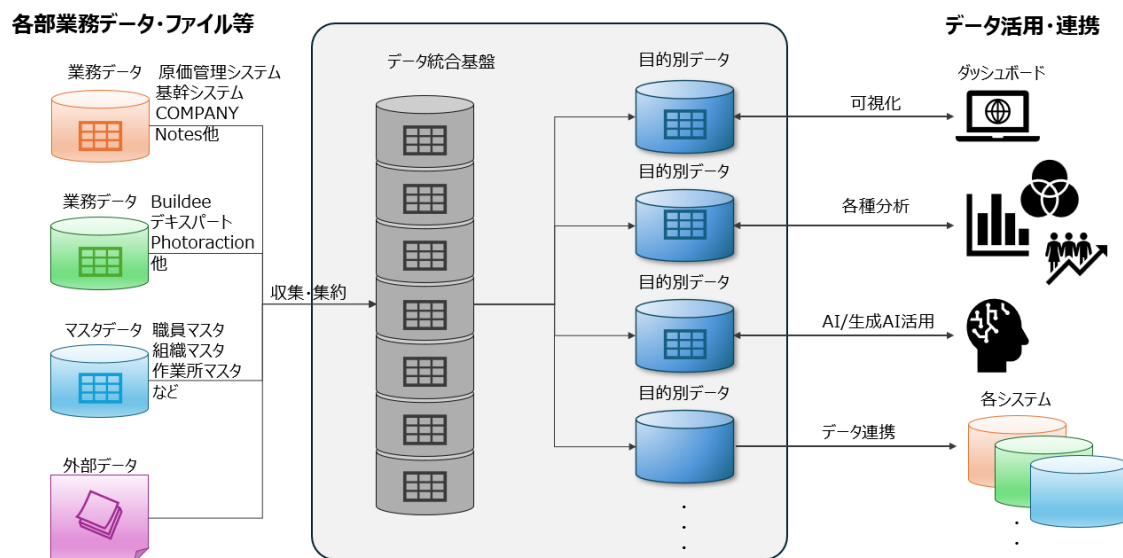 各部業務データ・ファイル等
業務データ
原価管理システム
基幹システム
COMPANY
Notes他
業務データ
Buildee
デキスパート
Photoraction
他
マスタデータ
職員マスタ
組織マスタ
作業所マスタ
など
外部データ
収集・集約
データ統合基盤
目的別データ
目的別データ
目的別データ
目的別データ
・
・
・
データ活用・連携
ダッシュボード
可視化
各種分析
AI/生成AI活用
各システム
データ連携
・
・